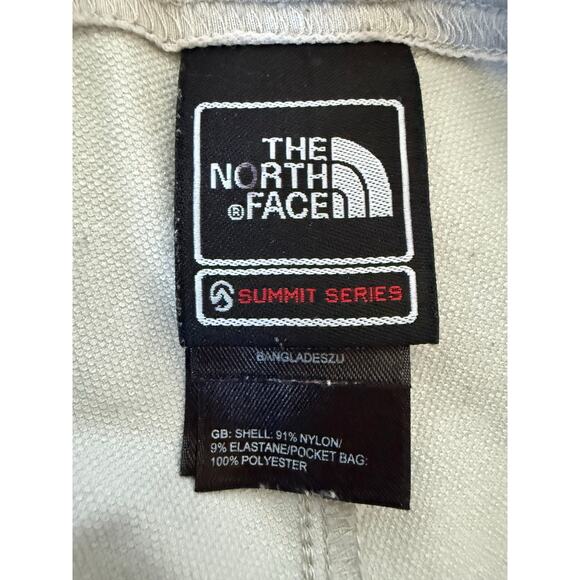 THE
NORTH
® FACE
SUMMIT SERIES
BANGLADESZU
GB: SHELL: 91% NYLON/
9% ELASTANE/POCKET BAG:
100% POLYESTER